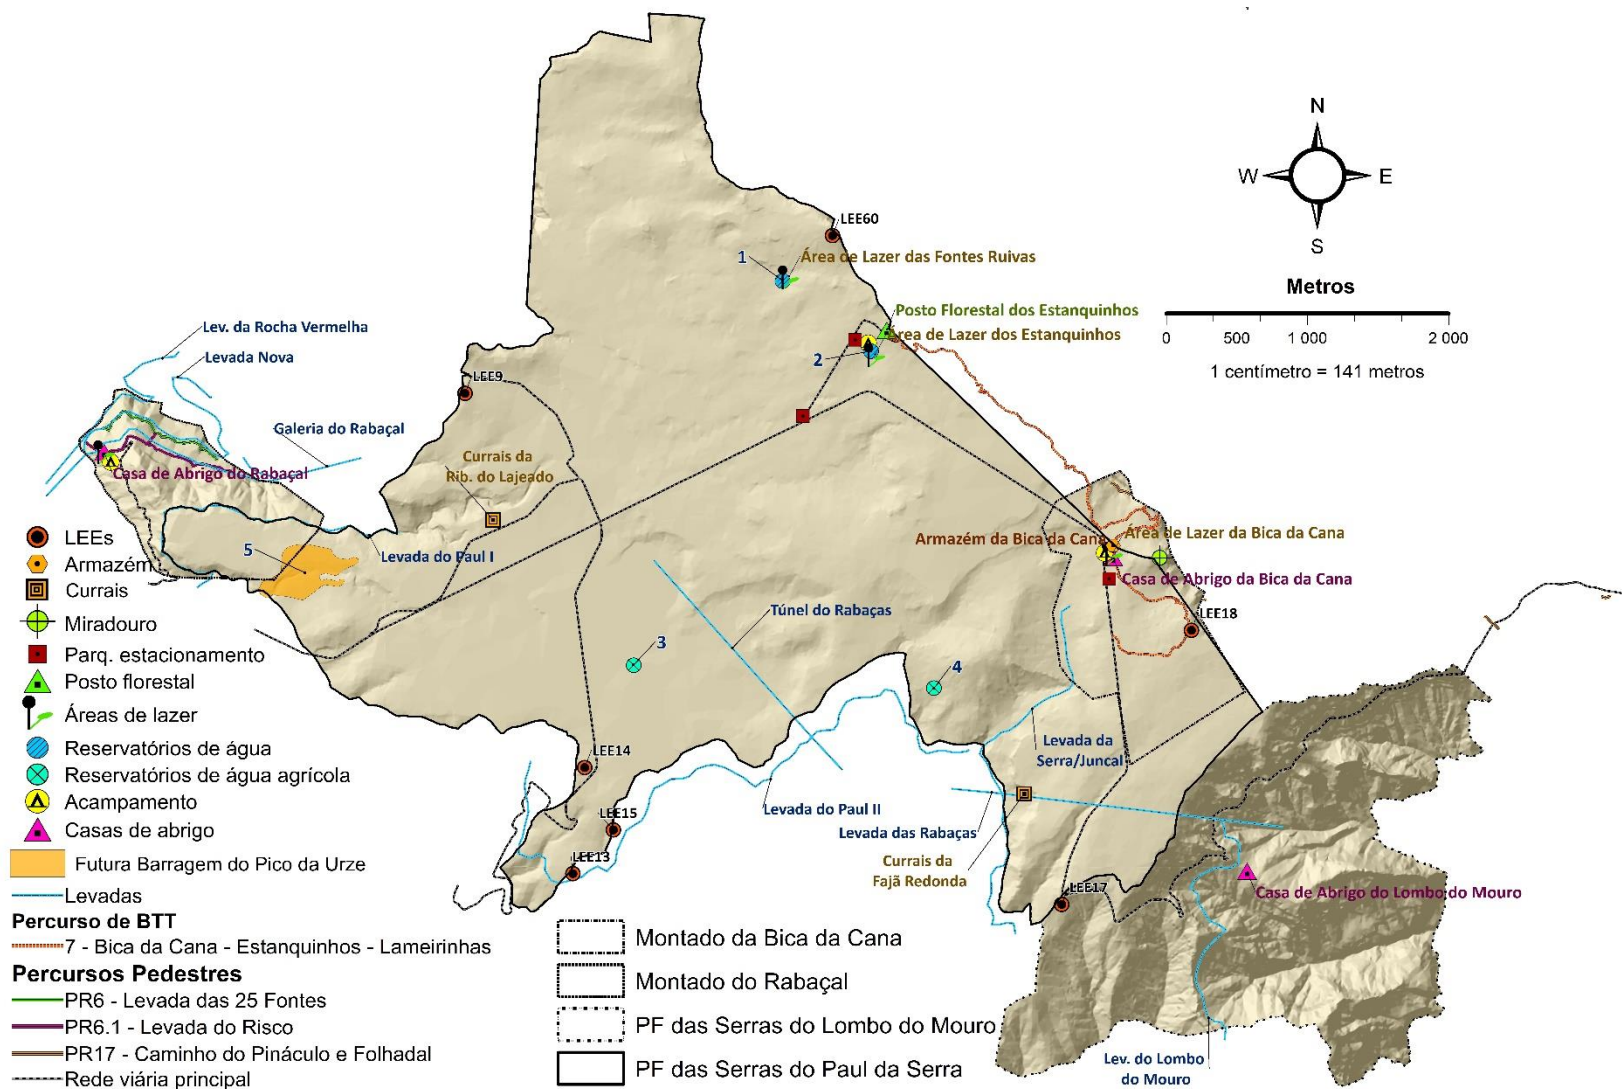 N
W
E
S
Metros
0 500 1 000 2 000
1 centímetro = 141 metros
LEE60
1
Área de Lazer das Fontes Ruivas
Posto Florestal dos Estanquinhos
Área de Lazer dos Estanquinhos
2
Lev. da Rocha Vermelha
Levada Nova
LEE9
Galeria do Rabaçal
Casa de Abrigo do Rabaçal
Currais da
Rib. do Lajeado
Levada do Paul I
5
Armazém da Bica da Cana
Área de Lazer da Bica da Cana
Casa de Abrigo da Bica da Cana
Túnel do Rabaças
LEE18
3
4
Levada da
Serra/Juncal
LEE14
LEE15
LEE13
Levada do Paul II
Levada das Rabaças
Currais da
Fajã Redonda
LEE17
Casa de Abrigo do Lombo do Mouro
Lev. do Lombo
do Mouro
LEEs
Armazém
Currais
Miradouro
Parq. estacionamento
Posto florestal
Áreas de lazer
Reservatórios de água
Reservatórios de água agrícola
Acampamento
Casas de abrigo
Futura Barragem do Pico da Urze
Levadas
Percurso de BTT
7 - Bica da Cana - Estanquinhos - Lameirinhas
Percursos Pedestres
PR6 - Levada das 25 Fontes
PR6.1 - Levada do Risco
PR17 - Caminho do Pináculo e Folhadal
Rede viária principal
Montado da Bica da Cana
Montado do Rabaçal
PF das Serras do Lombo do Mouro
PF das Serras do Paul da Serra